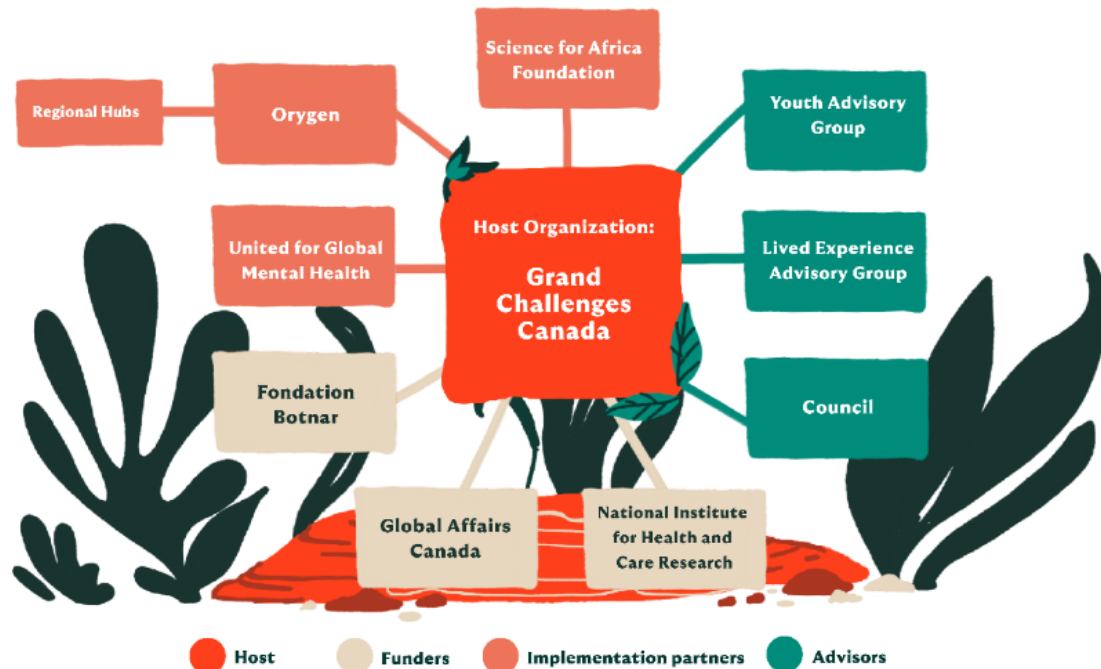 Science for Africa
Foundation
Regional Hubs
Orygen
Youth Advisory
Group
Host Organization:
Grand
Challenges
Canada
United for Global
Mental Health
Lived Experience
Advisory Group
Fondation
Botnar
Council
Global Affairs
Canada
National Institute
for Health and
Care Research
Host
Funders
Implementation partners
Advisors